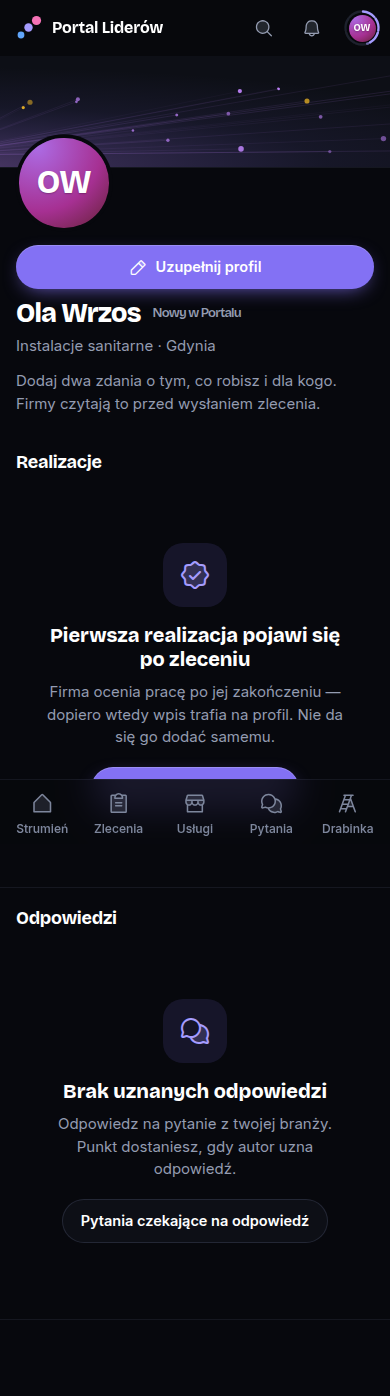 Portal Liderów
OW
OW
Uzupełnij profil
Ola Wrzos Nowy w Portalu
Instalacje sanitarne · Gdynia
Dodaj dwa zdania o tym, co robisz i dla kogo.
Firmy czytają to przed wysłaniem zlecenia.
Realizacje
Pierwsza realizacja pojawi się
po zleceniu
Firma ocenia pracę po jej zakończeniu —
dopiero wtedy wpis trafia na profil. Nie da
się go dodać samemu.
Strumień Zlecenia Usługi Pytania Drabinka
Odpowiedzi
Brak uznanych odpowiedzi
Odpowiedz na pytanie z twojej branży.
Punkt dostaniesz, gdy autor uzna
odpowiedź.
Pytania czekające na odpowiedź